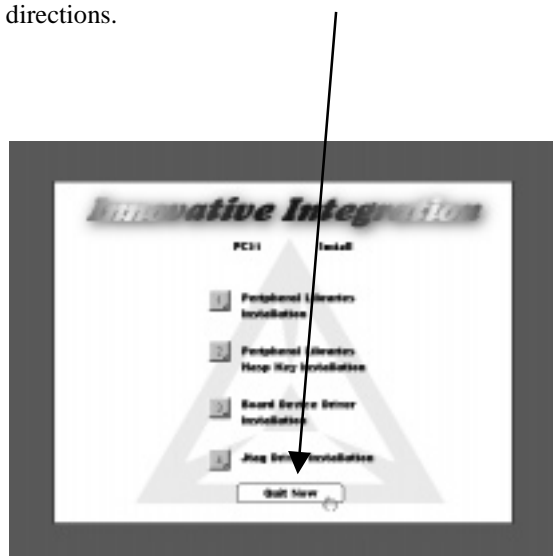 directions.
Innovative Integration
PC31 Install
1 Peripheral Libraries
Installation
2 Peripheral Libraries
Hasp Key Installation
3 Board Device Driver
Installation
4 Jtag Driver Installation
Quit Now